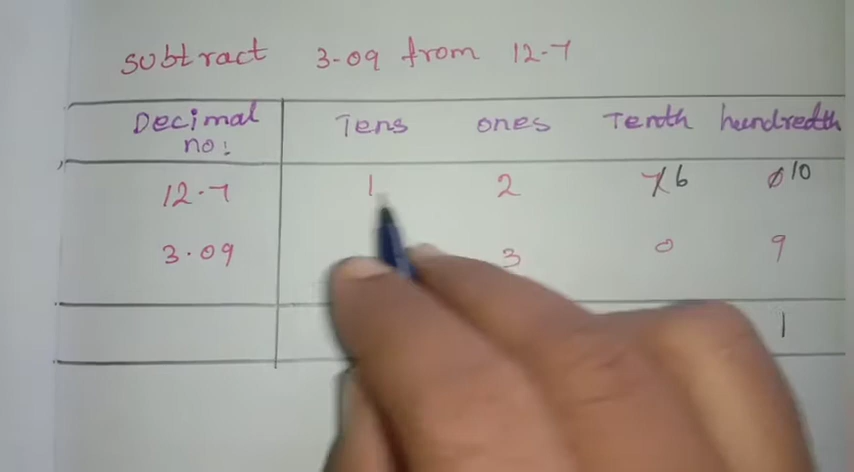 subtract 3.09 from 12.7
Decimal no: Tens ones Tenth hundredth
12.7 1 2 7 6 0 10
3.09 3 0 9
1